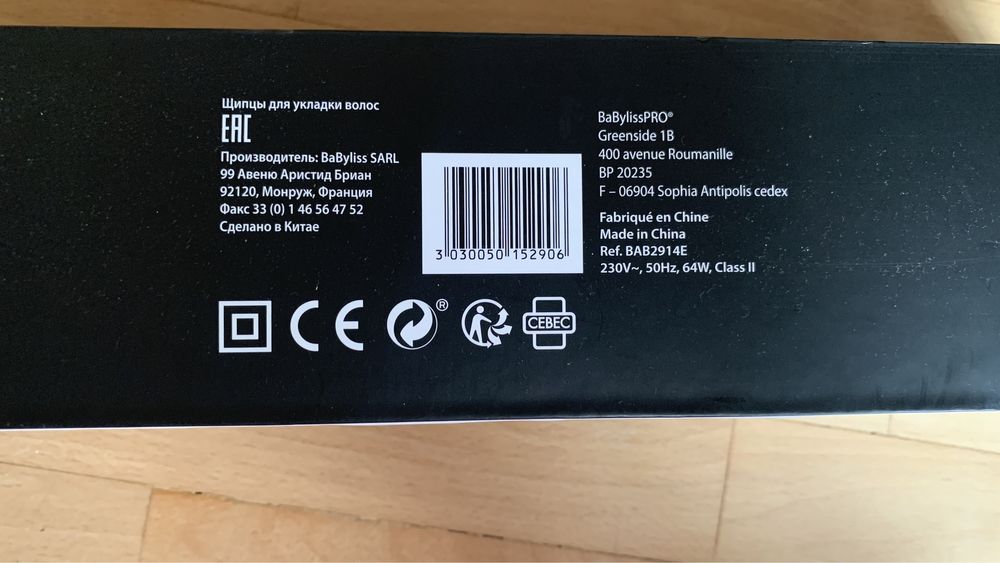 Щипцы для укладки волос
EAC
Производитель: BaByliss SARL
99 Авеню Аристид Бриан
92120, Монруж, Франция
Факс 33 (0) 1 46 56 47 52
Сделано в Китае
3 030050 152906
BaBylissPRO®
Greenside 1B
400 avenue Roumanille
BP 20235
F – 06904 Sophia Antipolis cedex
Fabriqué en Chine
Made in China
Ref. BAB2914E
230V~, 50Hz, 64W, Class II
CE
®
CEBEC